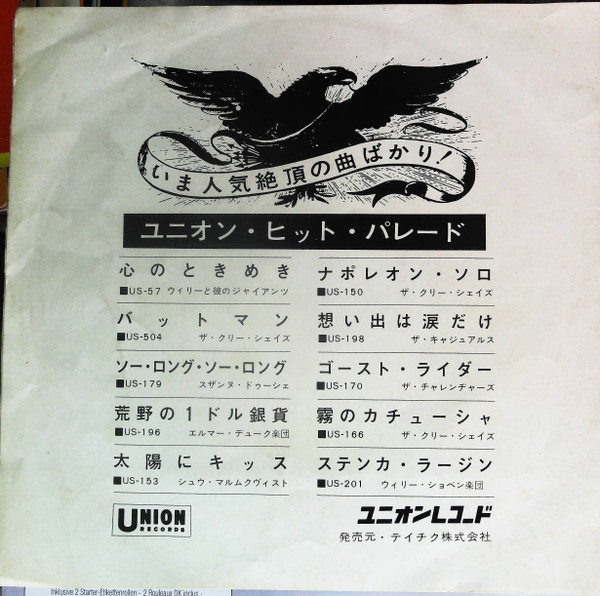 いま人気絶頂の曲ばかり!
ユニオン・ヒット・パレード
心のときめき
■US-57 ウイリーと彼のジャイアンツ
バットマン
■US-504 ザ・クリー・シェイズ
ソー・ロング・ソー・ロング
■US-179 スザンヌ・ドゥーシェ
荒野の1ドル銀貨
■US-196 エルマー・デューク楽団
太陽にキッス
■US-153 シュウ・マルムクヴィスト
ナポレオン・ソロ
■US-150 ザ・クリー・シェイズ
想い出は涙だけ
■US-198 ザ・キャジュアルス
ゴースト・ライダー
■US-170 ザ・チャレンヂャーズ
霧のカチューシャ
■US-166 ザ・クリー・シェイズ
ステンカ・ラージン
■US-201 ウィリー・ショベン楽団
UNION
RECORDS
ユニオンレコード
発売元・テイチク株式会社
Inklusive 2 Starter-Etikettenrollen - 2 Rouleaux DK inclus -